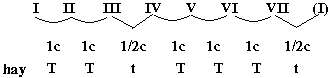 I II III IV V VI VII (I)
1c 1c 1/2c 1c 1c 1c 1/2c
hay T T t T T T t